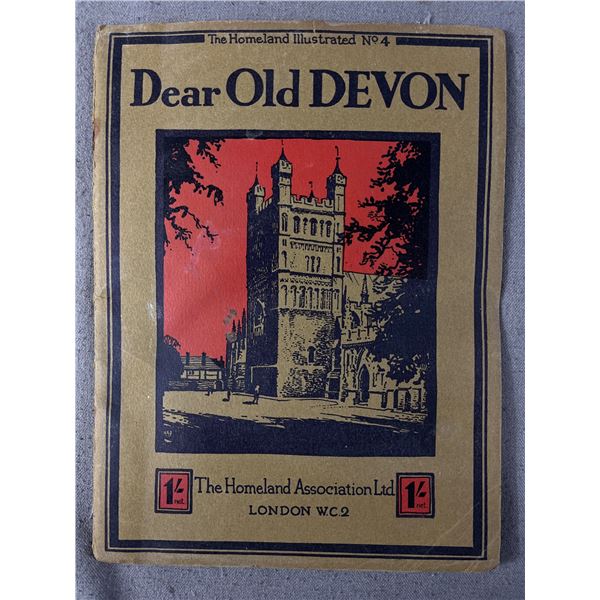 The Homeland Illustrated No 4
Dear Old DEVON
1/- net.
The Homeland Association Ltd.
1/- net.
LONDON W.C.2